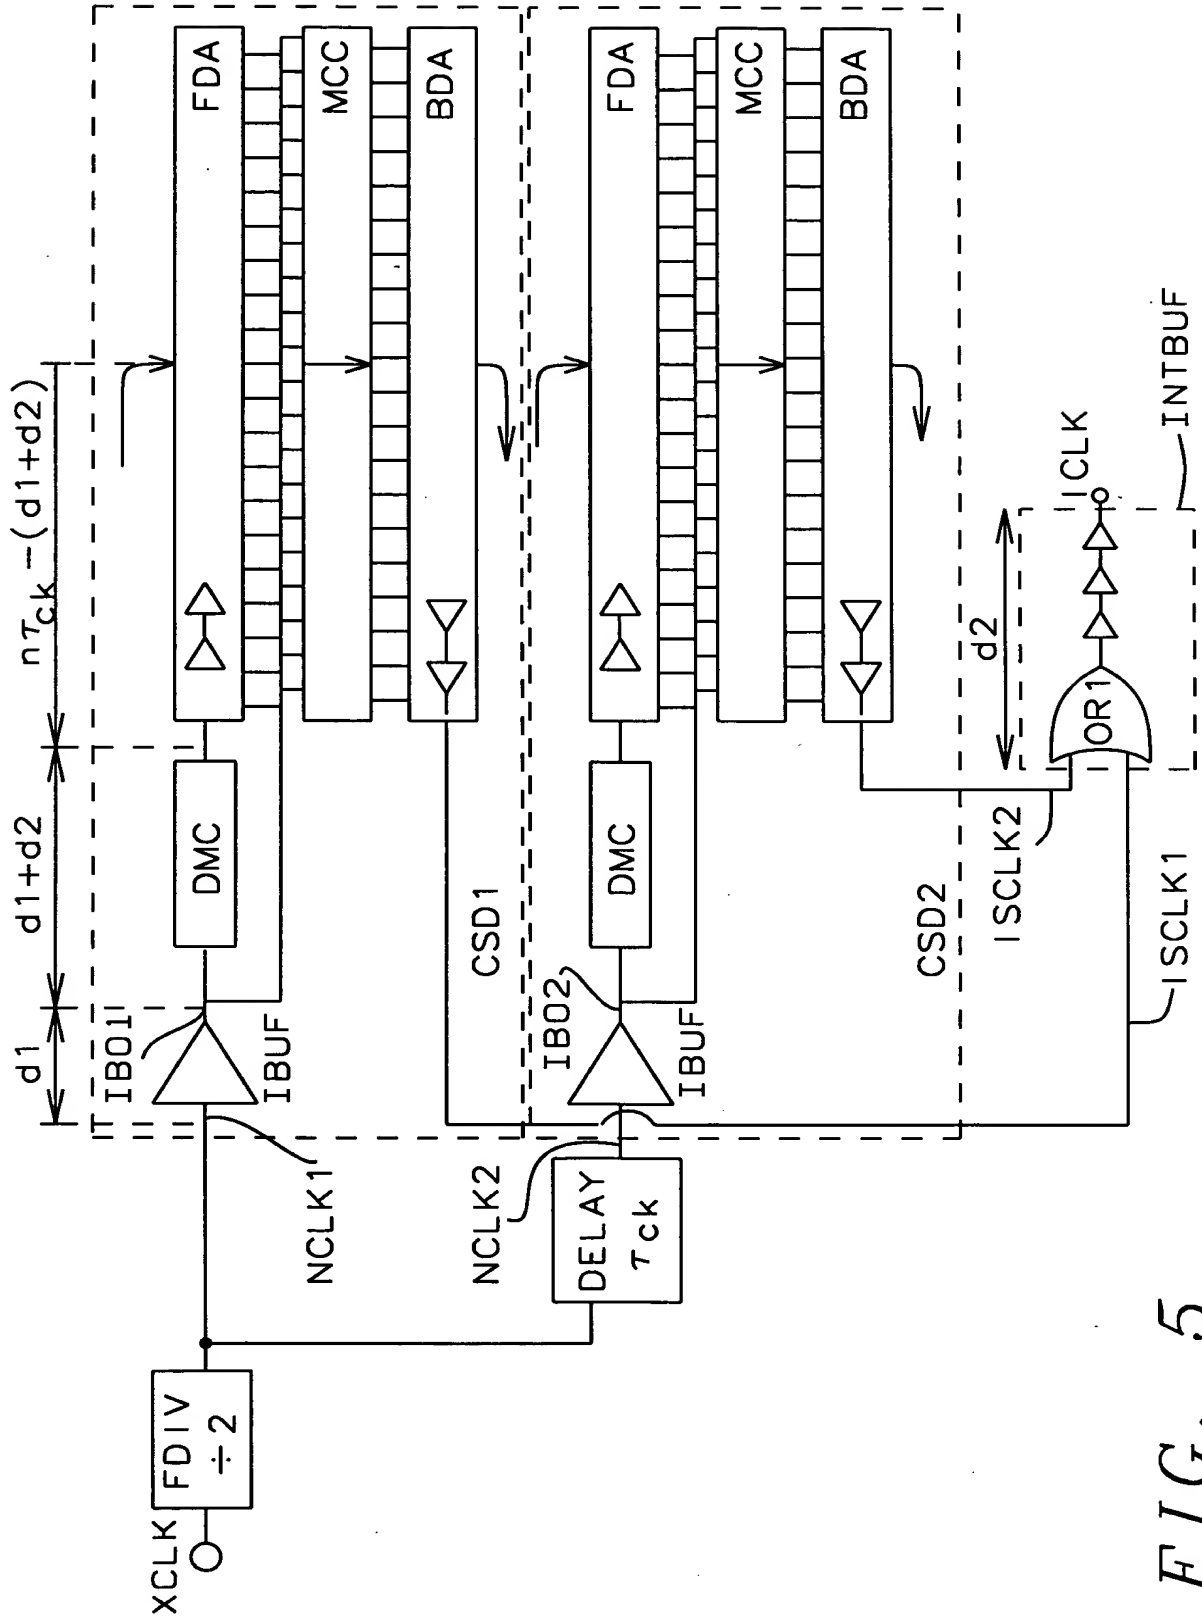 d1
d1+d2
nτck−(d1+d2)
XCLK
FDIV
÷2
NCLK1
IBO1
IBUF
DMC
FDA
MCC
BDA
CSD1
DELAY
τck
NCLK2
IBO2
IBUF
DMC
FDA
MCC
BDA
CSD2
ISCLK2
ISCLK1
d2
OR1
ICLK
INTBUF
FIG. 5